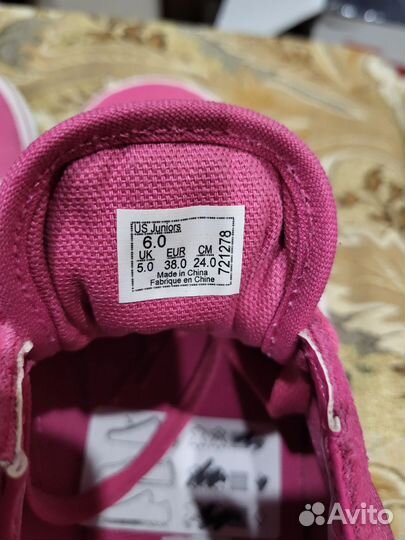 US Juniors
6.0
UK EUR CM
5.0 38.0 24.0
Made in China
Fabrique en Chine
721278
Avito